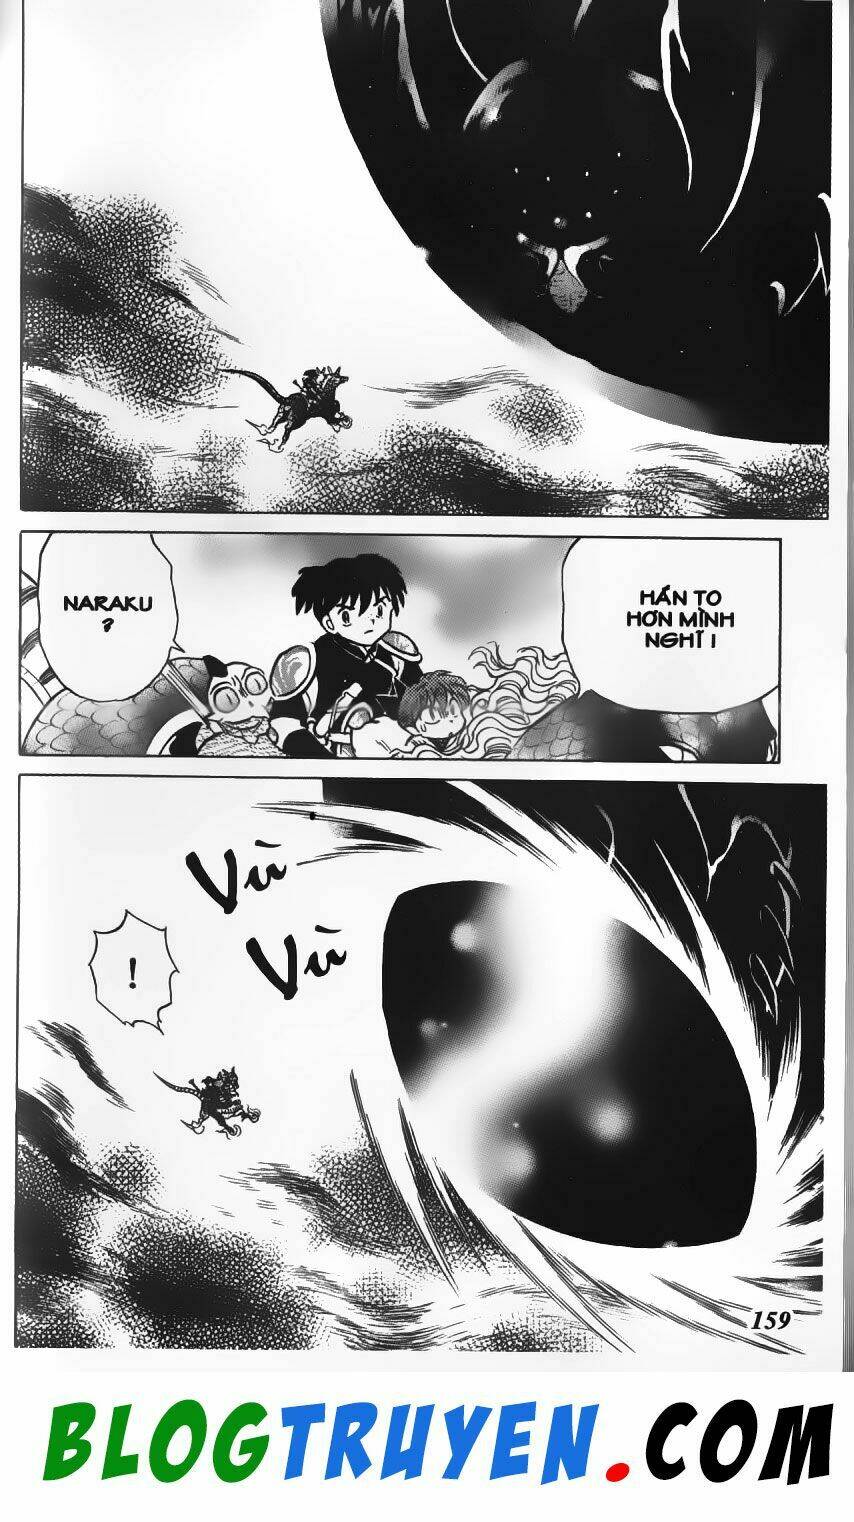 NARAKU
?
HẮN TO
HƠN MÌNH
NGHĨ !
VÙ
VÙ
!
159
BLOGTRUYEN.COM